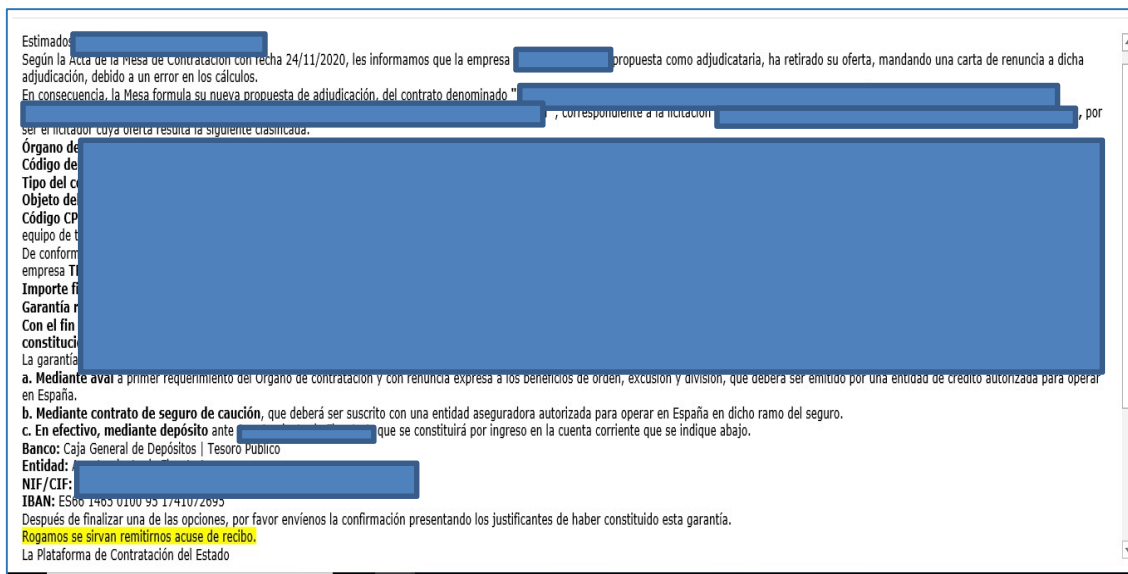 Estimados
Según la Acta de la Mesa de Contratación con fecha 24/11/2020, les informamos que la empresa propuesta como adjudicataria, ha retirado su oferta, mandando una carta de renuncia a dicha
adjudicación, debido a un error en los cálculos.
En consecuencia, la Mesa formula su nueva propuesta de adjudicación, del contrato denominado "
", correspondiente a la licitación , por
ser el licitador cuya oferta resulta la siguiente clasificada.
Órgano de
Código de
Tipo del
Objeto del
Código CP
equipo de
De conform
empresa
Importe
Garantía
Con el fin
constituci
La garantía
a. Mediante aval a primer requerimiento del Órgano de contratación y con renuncia expresa a los beneficios de orden, excusión y división, que deberá ser emitido por una entidad de crédito autorizada para operar
en España.
b. Mediante contrato de seguro de caución, que deberá ser suscrito con una entidad aseguradora autorizada para operar en España en dicho ramo del seguro.
c. En efectivo, mediante depósito ante que se constituirá por ingreso en la cuenta corriente que se indique abajo.
Banco: Caja General de Depósitos | Tesoro Público
Entidad:
NIF/CIF:
IBAN: ES66 1465 0100 95 1741072695
Después de finalizar una de las opciones, por favor envíenos la confirmación presentando los justificantes de haber constituido esta garantía.
Rogamos se sirvan remitirnos acuse de recibo.
La Plataforma de Contratación del Estado